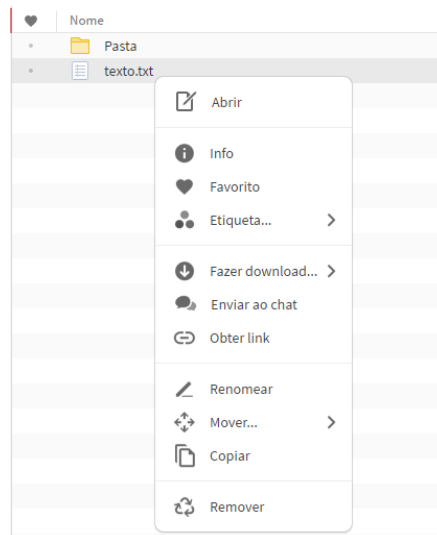 Nome
Pasta
texto.txt
Abrir
Info
Favorito
Etiqueta...
Fazer download...
Enviar ao chat
Obter link
Renomear
Mover...
Copiar
Remover